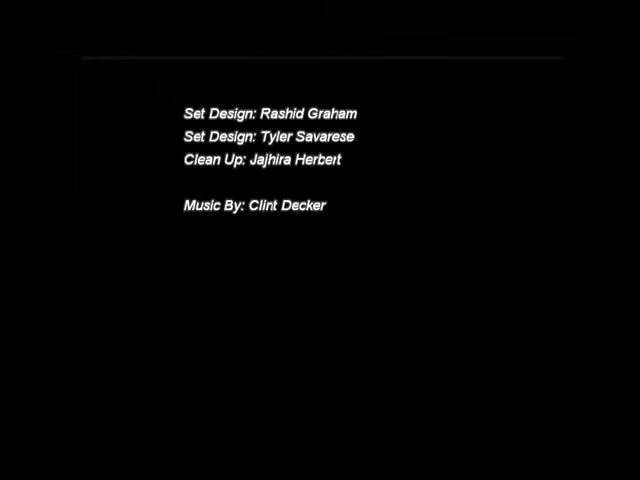 Set Design: Rashid Graham
Set Design: Tyler Savarese
Clean Up: Jajhira Herbert
Music By: Clint Decker